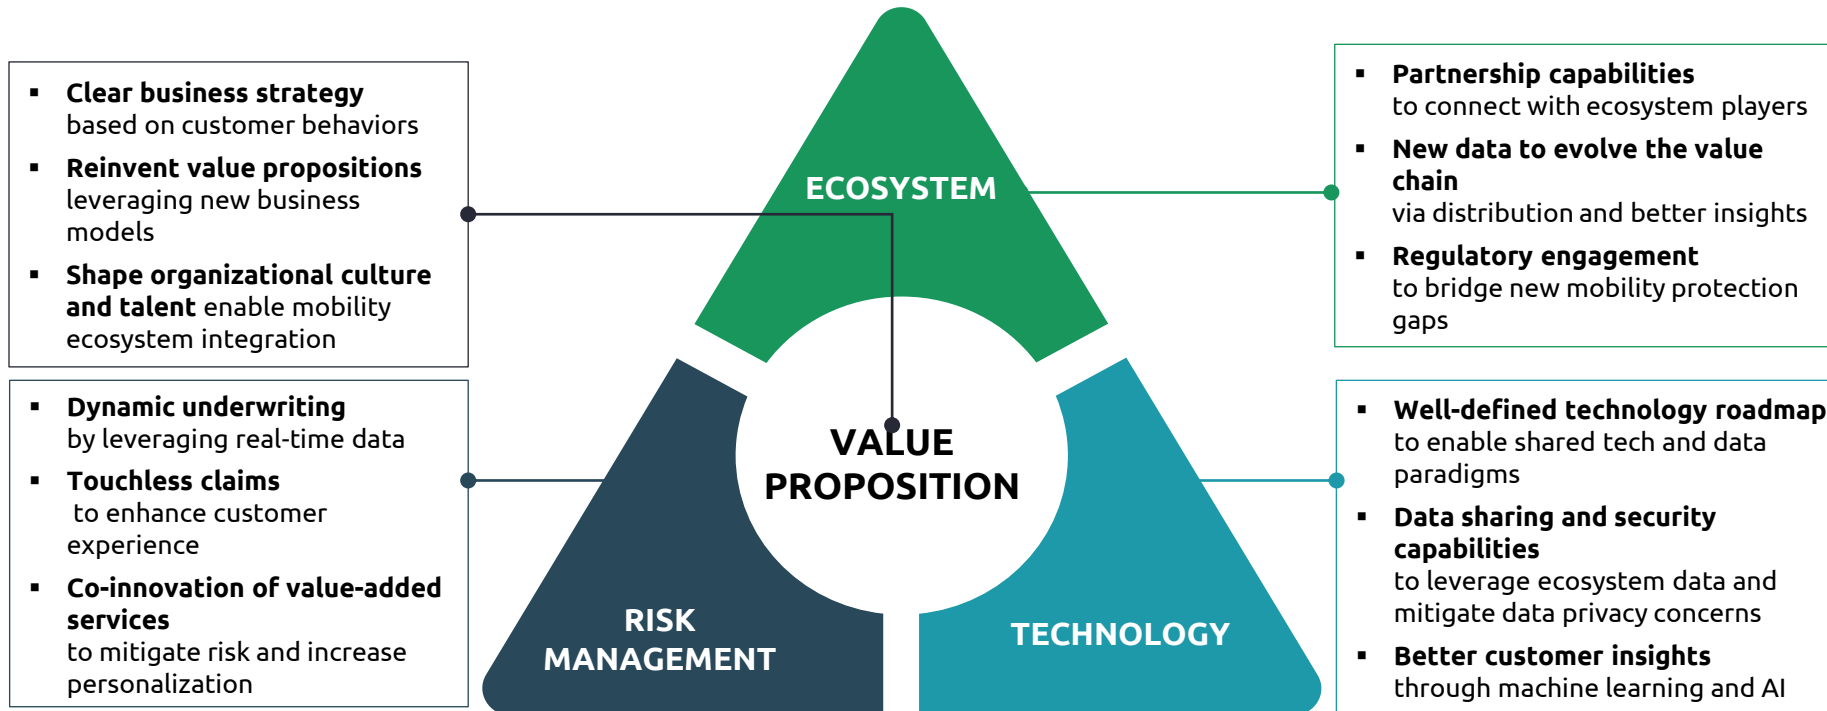 ▪ Clear business strategy
based on customer behaviors
▪ Reinvent value propositions
leveraging new business
models
▪ Shape organizational culture
and talent enable mobility
ecosystem integration
▪ Dynamic underwriting
by leveraging real-time data
▪ Touchless claims
to enhance customer
experience
▪ Co-innovation of value-added
services
to mitigate risk and increase
personalization
ECOSYSTEM
VALUE
PROPOSITION
RISK
MANAGEMENT
TECHNOLOGY
▪ Partnership capabilities
to connect with ecosystem players
▪ New data to evolve the value
chain
via distribution and better insights
▪ Regulatory engagement
to bridge new mobility protection
gaps
▪ Well-defined technology roadmap
to enable shared tech and data
paradigms
▪ Data sharing and security
capabilities
to leverage ecosystem data and
mitigate data privacy concerns
▪ Better customer insights
through machine learning and AI